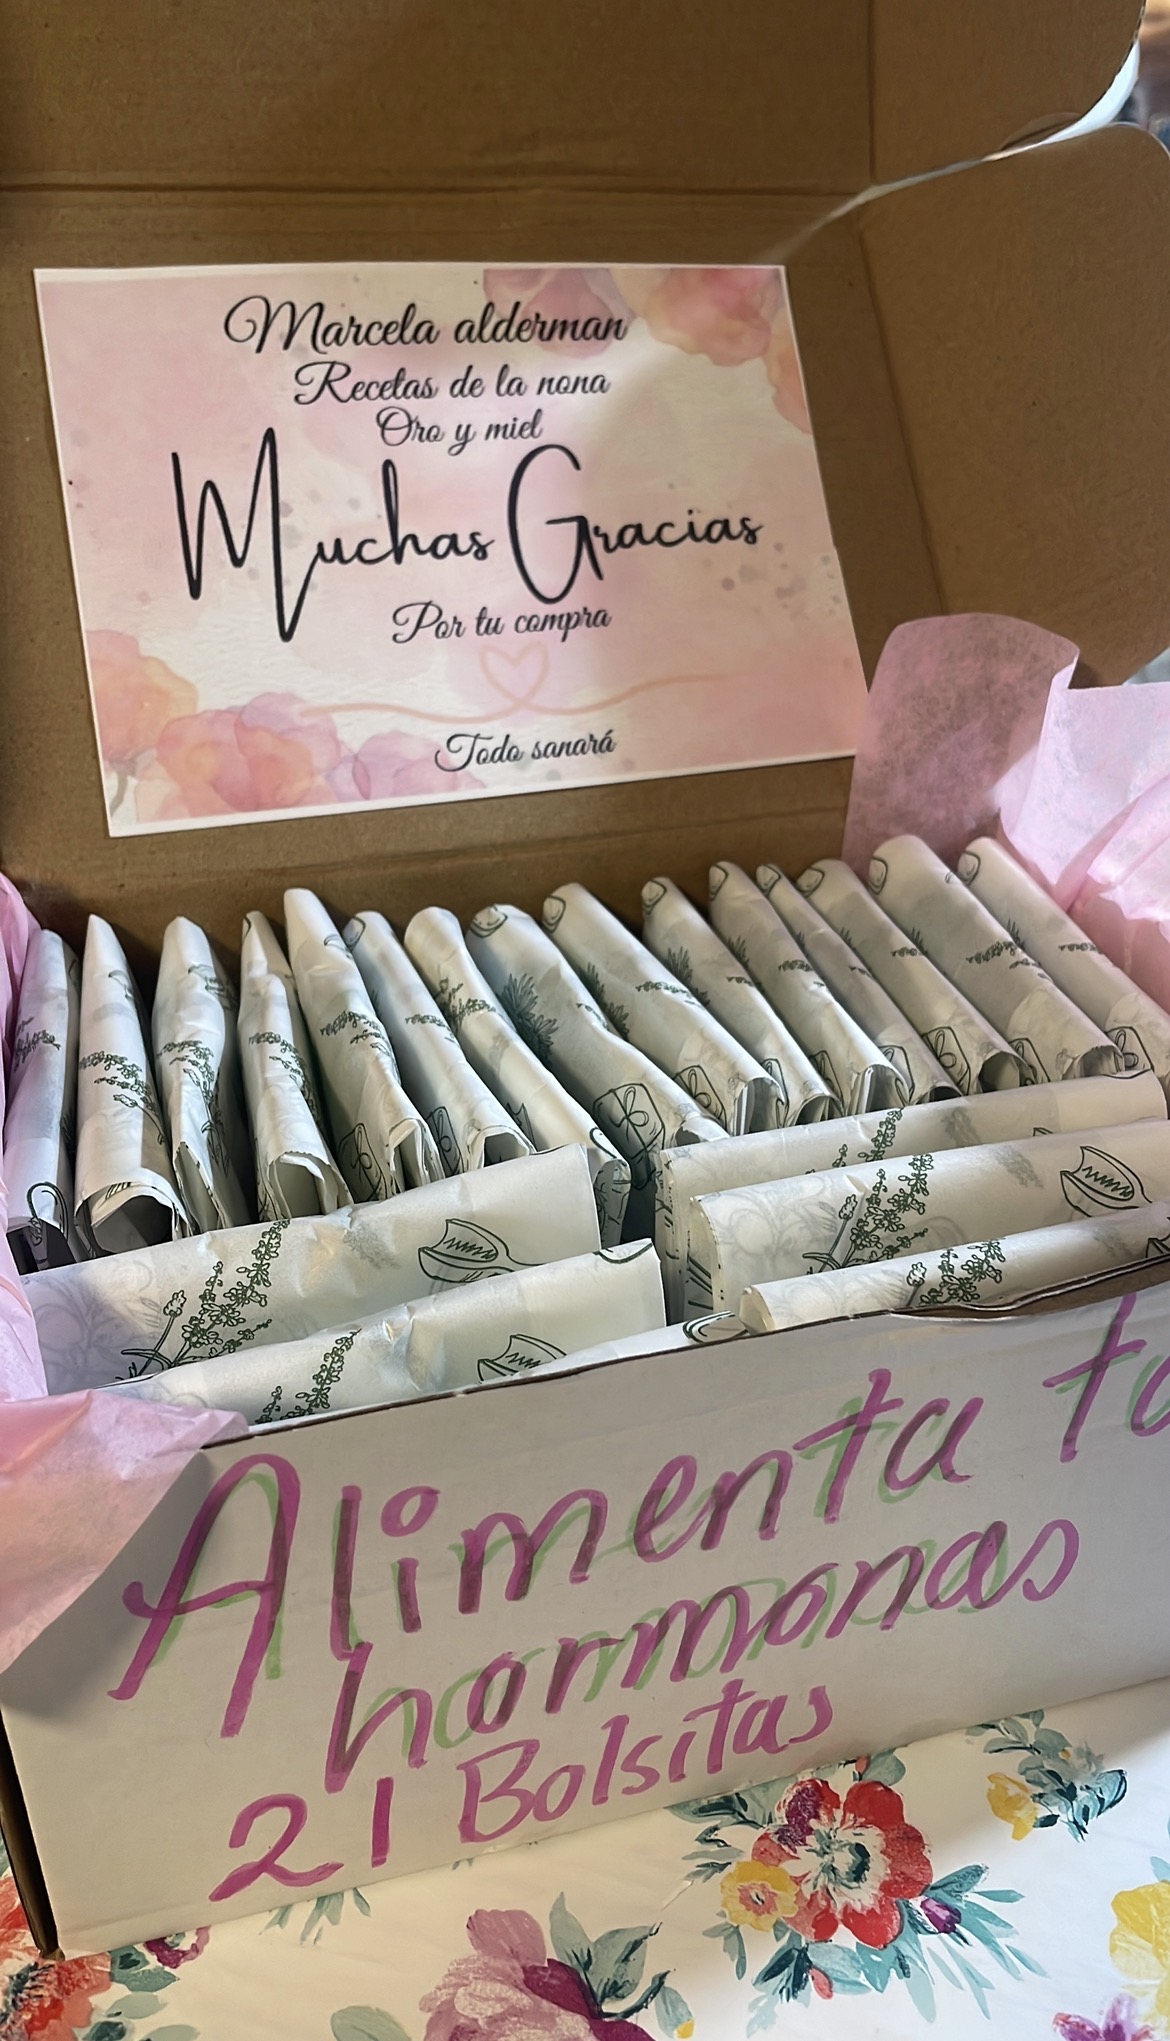 Marcela alderman
Recetas de la nona
Oro y miel
Muchas Gracias
Por tu compra
Todo sanará
Alimenta
hormonas
21 Bolsitas